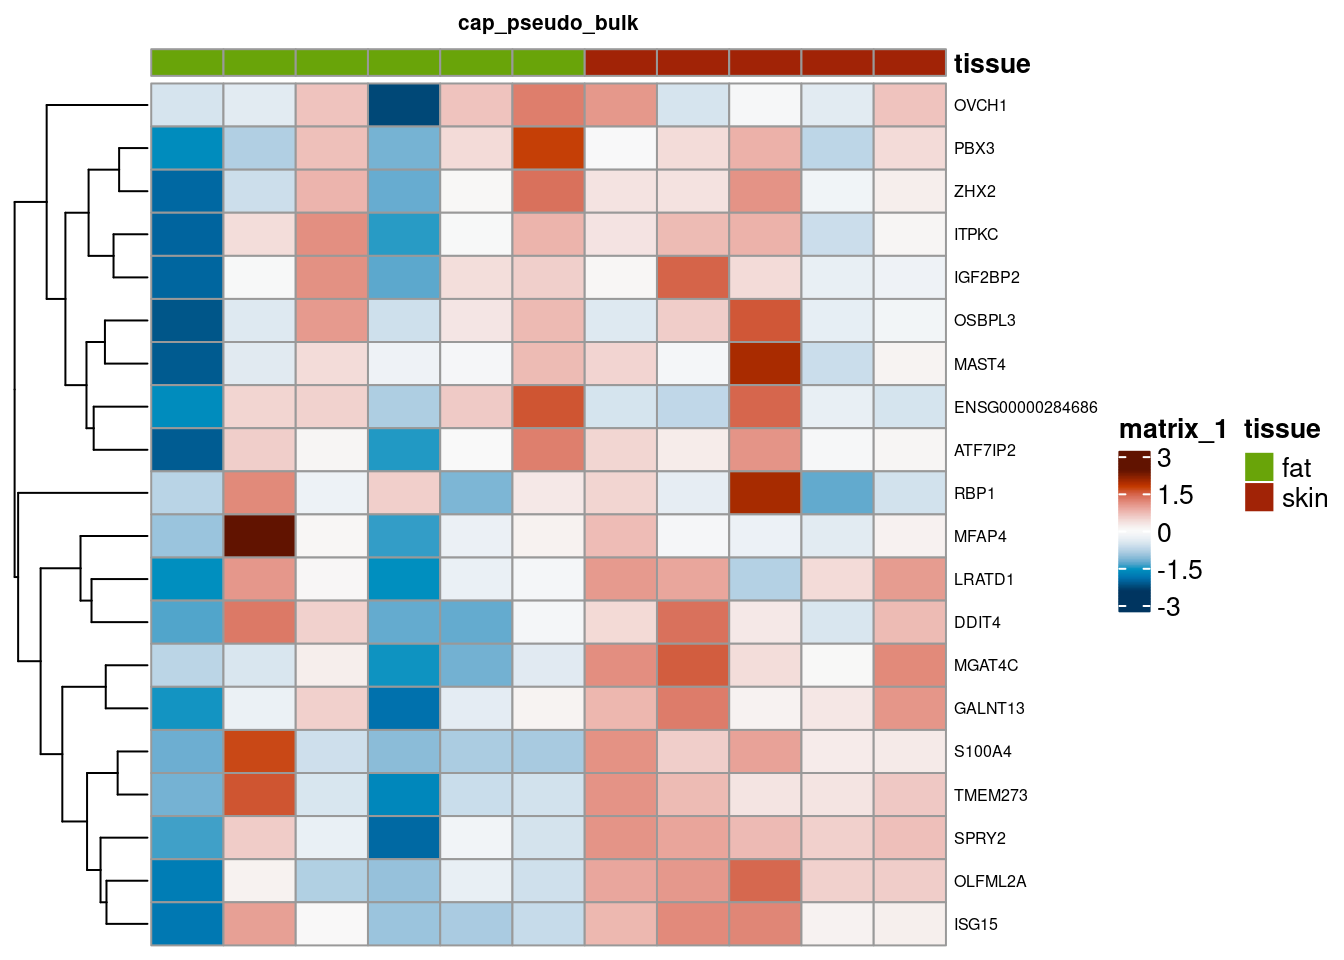 cap_pseudo_bulk
tissue
OVCH1
PBX3
ZHX2
ITPKC
IGF2BP2
OSBPL3
MAST4
ENSG00000284686
ATF7IP2
RBP1
MFAP4
LRATD1
DDIT4
MGAT4C
GALNT13
S100A4
TMEM273
SPRY2
OLFML2A
ISG15
matrix_1
3
1.5
0
-1.5
-3
tissue
fat
skin